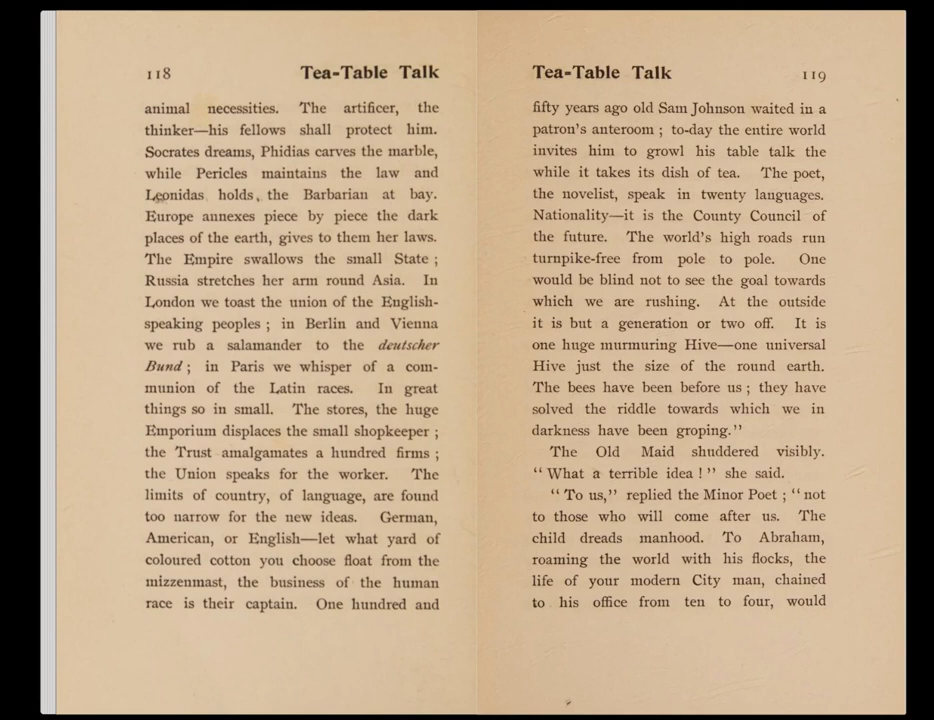 118 Tea-Table Talk
animal necessities. The artificer, the
thinker—his fellows shall protect him.
Socrates dreams, Phidias carves the marble,
while Pericles maintains the law and
Leonidas holds the Barbarian at bay.
Europe annexes piece by piece the dark
places of the earth, gives to them her laws.
The Empire swallows the small State ;
Russia stretches her arm round Asia. In
London we toast the union of the English-
speaking peoples ; in Berlin and Vienna
we rub a salamander to the deutscher
Bund ; in Paris we whisper of a com-
munion of the Latin races. In great
things so in small. The stores, the huge
Emporium displaces the small shopkeeper ;
the Trust amalgamates a hundred firms ;
the Union speaks for the worker. The
limits of country, of language, are found
too narrow for the new ideas. German,
American, or English—let what yard of
coloured cotton you choose float from the
mizzenmast, the business of the human
race is their captain. One hundred and
Tea-Table Talk 119
fifty years ago old Sam Johnson waited in a
patron's anteroom ; to-day the entire world
invites him to growl his table talk the
while it takes its dish of tea. The poet,
the novelist, speak in twenty languages.
Nationality—it is the County Council of
the future. The world's high roads run
turnpike-free from pole to pole. One
would be blind not to see the goal towards
which we are rushing. At the outside
it is but a generation or two off. It is
one huge murmuring Hive—one universal
Hive just the size of the round earth.
The bees have been before us ; they have
solved the riddle towards which we in
darkness have been groping."
The Old Maid shuddered visibly.
"What a terrible idea!" she said.
"To us," replied the Minor Poet ; "not
to those who will come after us. The
child dreads manhood. To Abraham,
roaming the world with his flocks, the
life of your modern City man, chained
to his office from ten to four, would